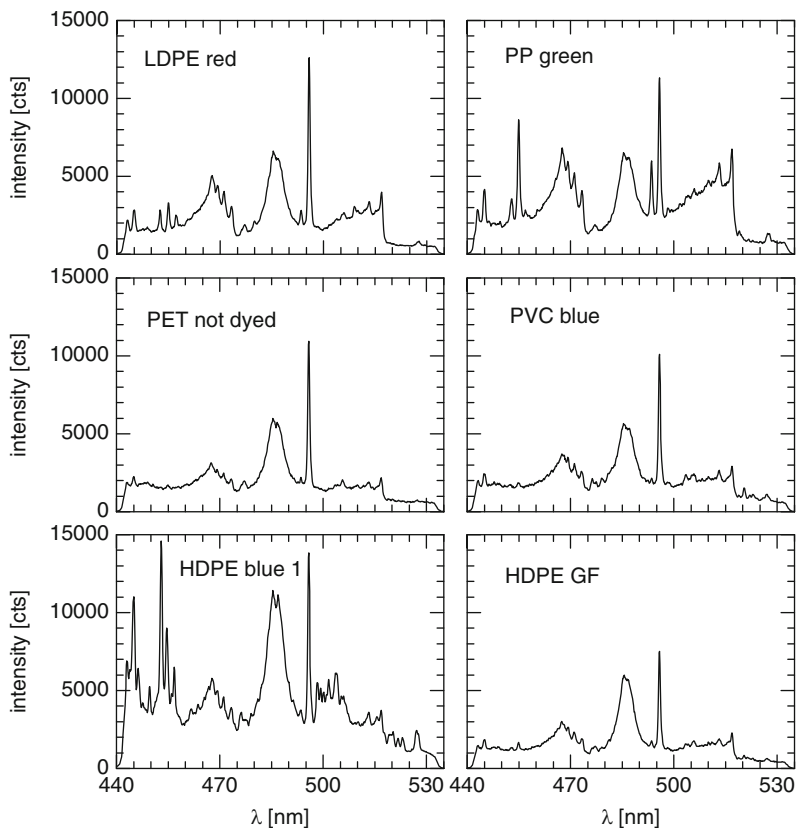 15000
10000
5000
0
intensity [cts]
LDPE red
PP green
15000
10000
5000
0
intensity [cts]
PET not dyed
PVC blue
15000
10000
5000
0
intensity [cts]
HDPE blue 1
HDPE GF
440 470 500 530
440 470 500 530
λ [nm]
λ [nm]